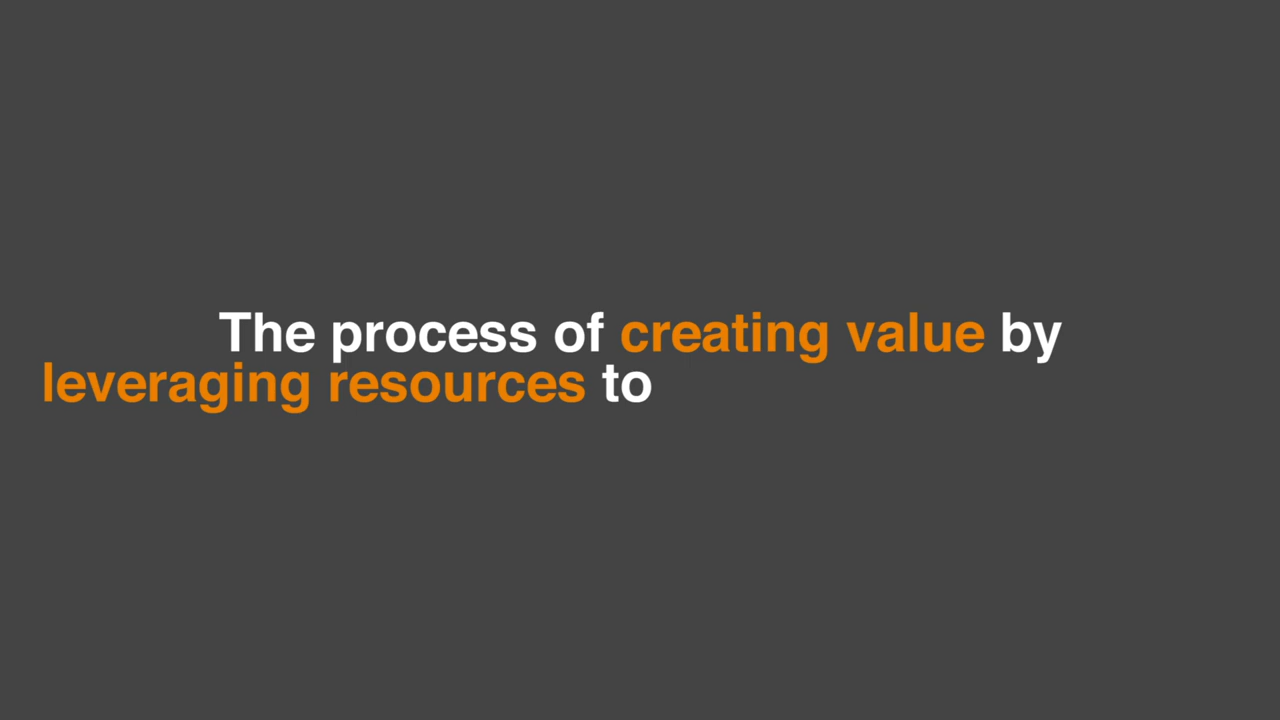 The process of creating value by
leveraging resources to